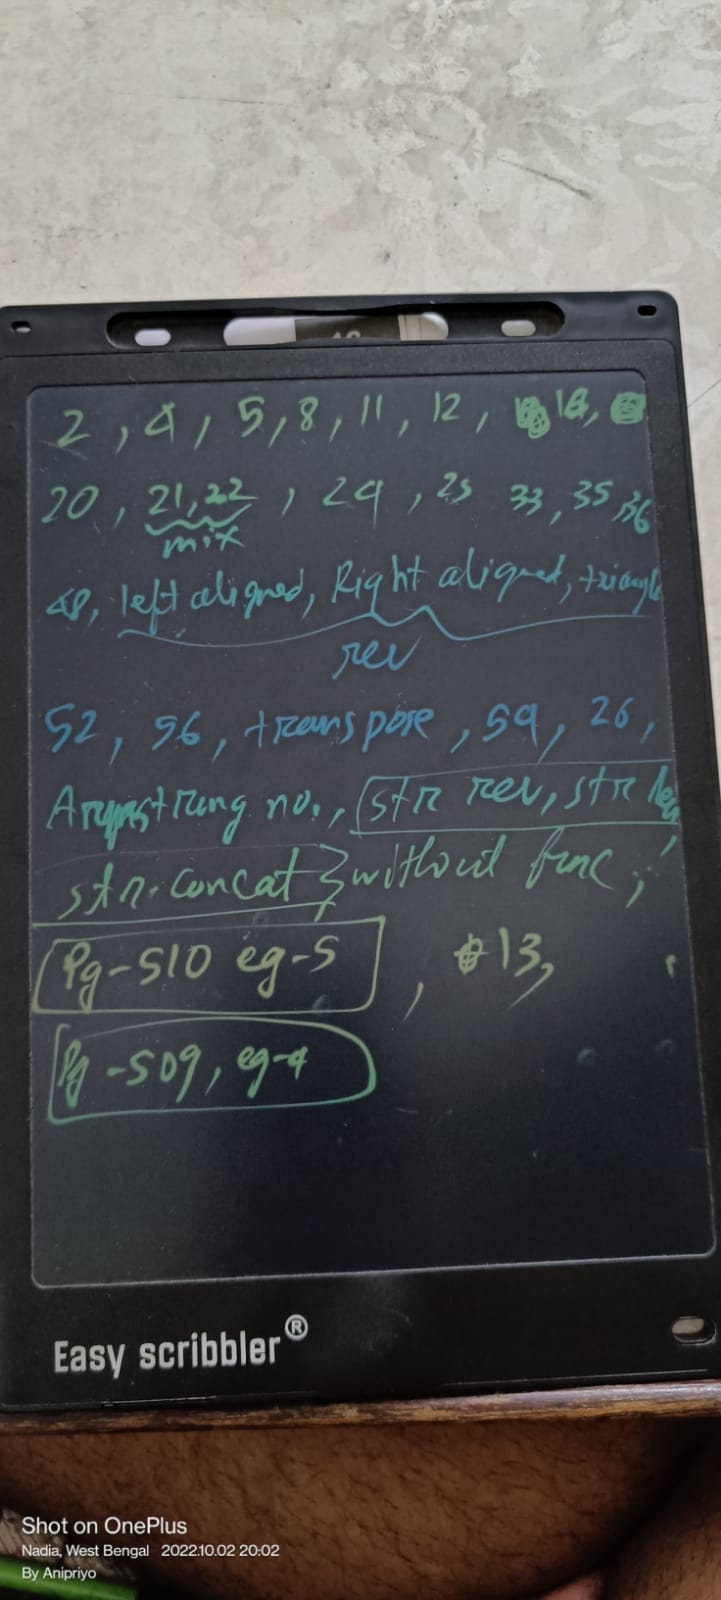 2, 4, 5, 8, 11, 12, 18,
20, 21, 22, 24, 25 33, 35, 36
mix
48, left aligned, Right aligned, triangle
rev
52, 56, transpose, 59, 26,
Armstrong no., str rev, str len,
str. concat } without func,
Pg-510 eg-5, 13,
Pg-509, eg-4
Easy scribbler®
Shot on OnePlus
Nadia, West Bengal 2022.10.02 20:02
By Anipriyo